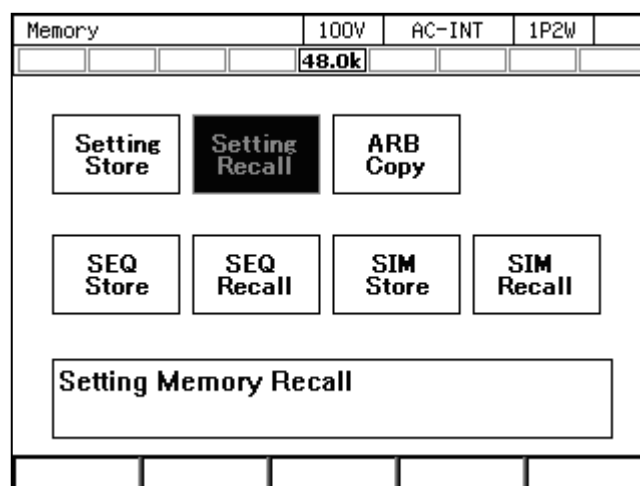 Memory 100V AC-INT 1P2W
48.0k
Setting Setting ARB
Store Recall Copy
SEQ SEQ SIM SIM
Store Recall Store Recall
Setting Memory Recall